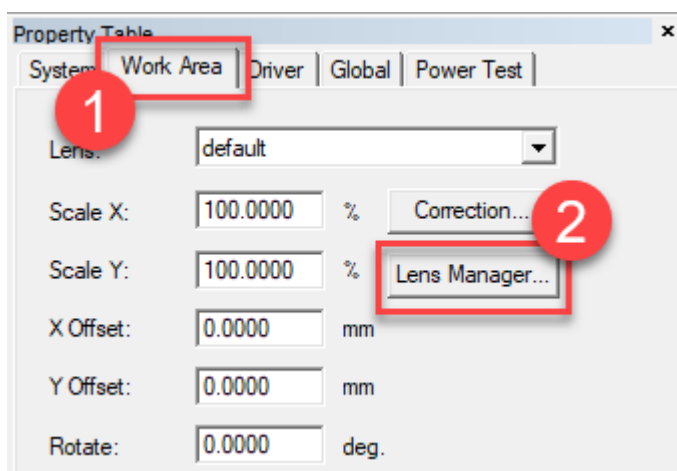 Property Table ×
System Work Area Driver Global Power Test
1
Lens: default
Scale X: 100.0000 % Correction...
2
Scale Y: 100.0000 % Lens Manager...
X Offset: 0.0000 mm
Y Offset: 0.0000 mm
Rotate: 0.0000 deg.